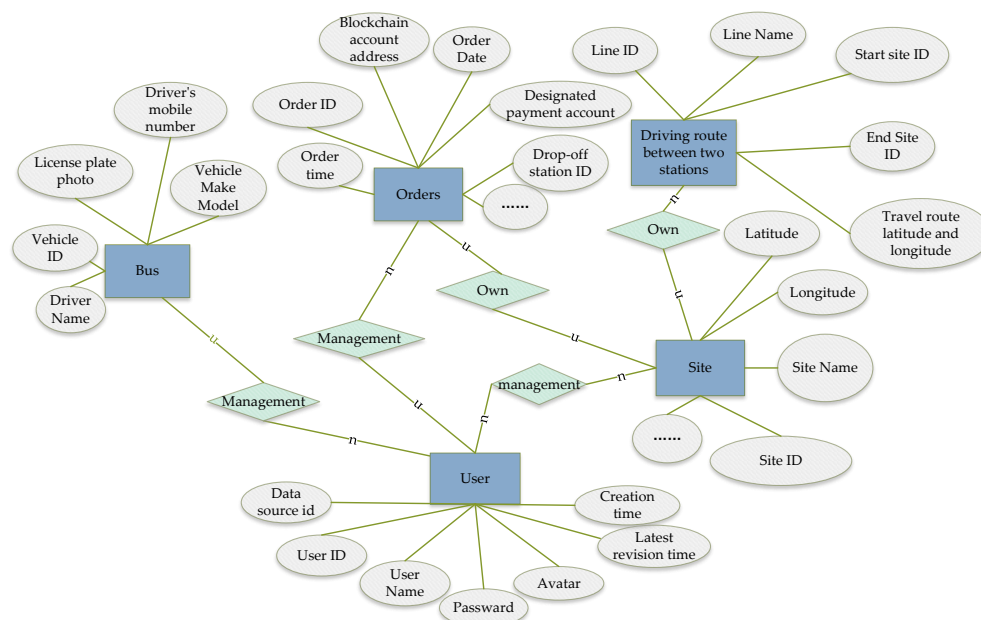 Blockchain
account
address
Order
Date
Line ID
Line Name
Start site ID
Driver's
mobile
number
Order ID
Designated
payment account
Driving route
between two
stations
End Site
ID
License plate
photo
Vehicle
Make
Model
Order
time
Orders
Drop-off
station ID
......
n
Own
Latitude
Travel route
latitude and
longitude
Vehicle
ID
Bus
Driver
Name
n
u
Own
u
Longitude
u
Management
u
management
n
Site
Site Name
Management
u
n
n
......
Site ID
User
Data
source id
Creation
time
User ID
Latest
revision time
User
Name
Avatar
Passward